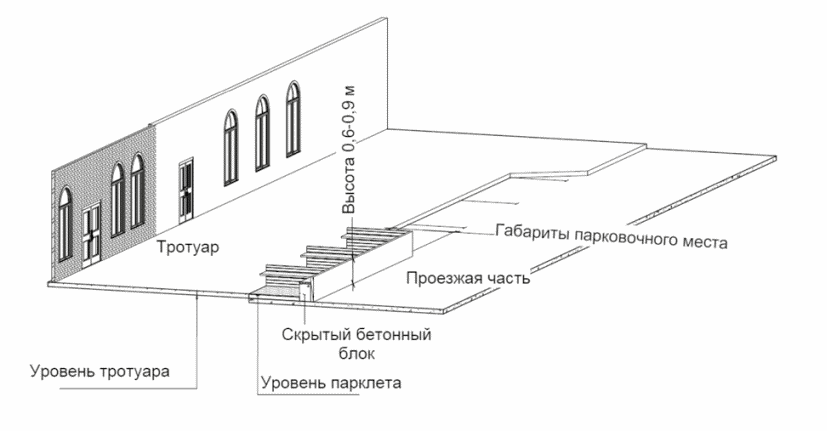 Высота 0,6-0,9 м
Тротуар
Габариты парковочного места
Проезжая часть
Скрытый бетонный
блок
Уровень тротуара
Уровень парклета